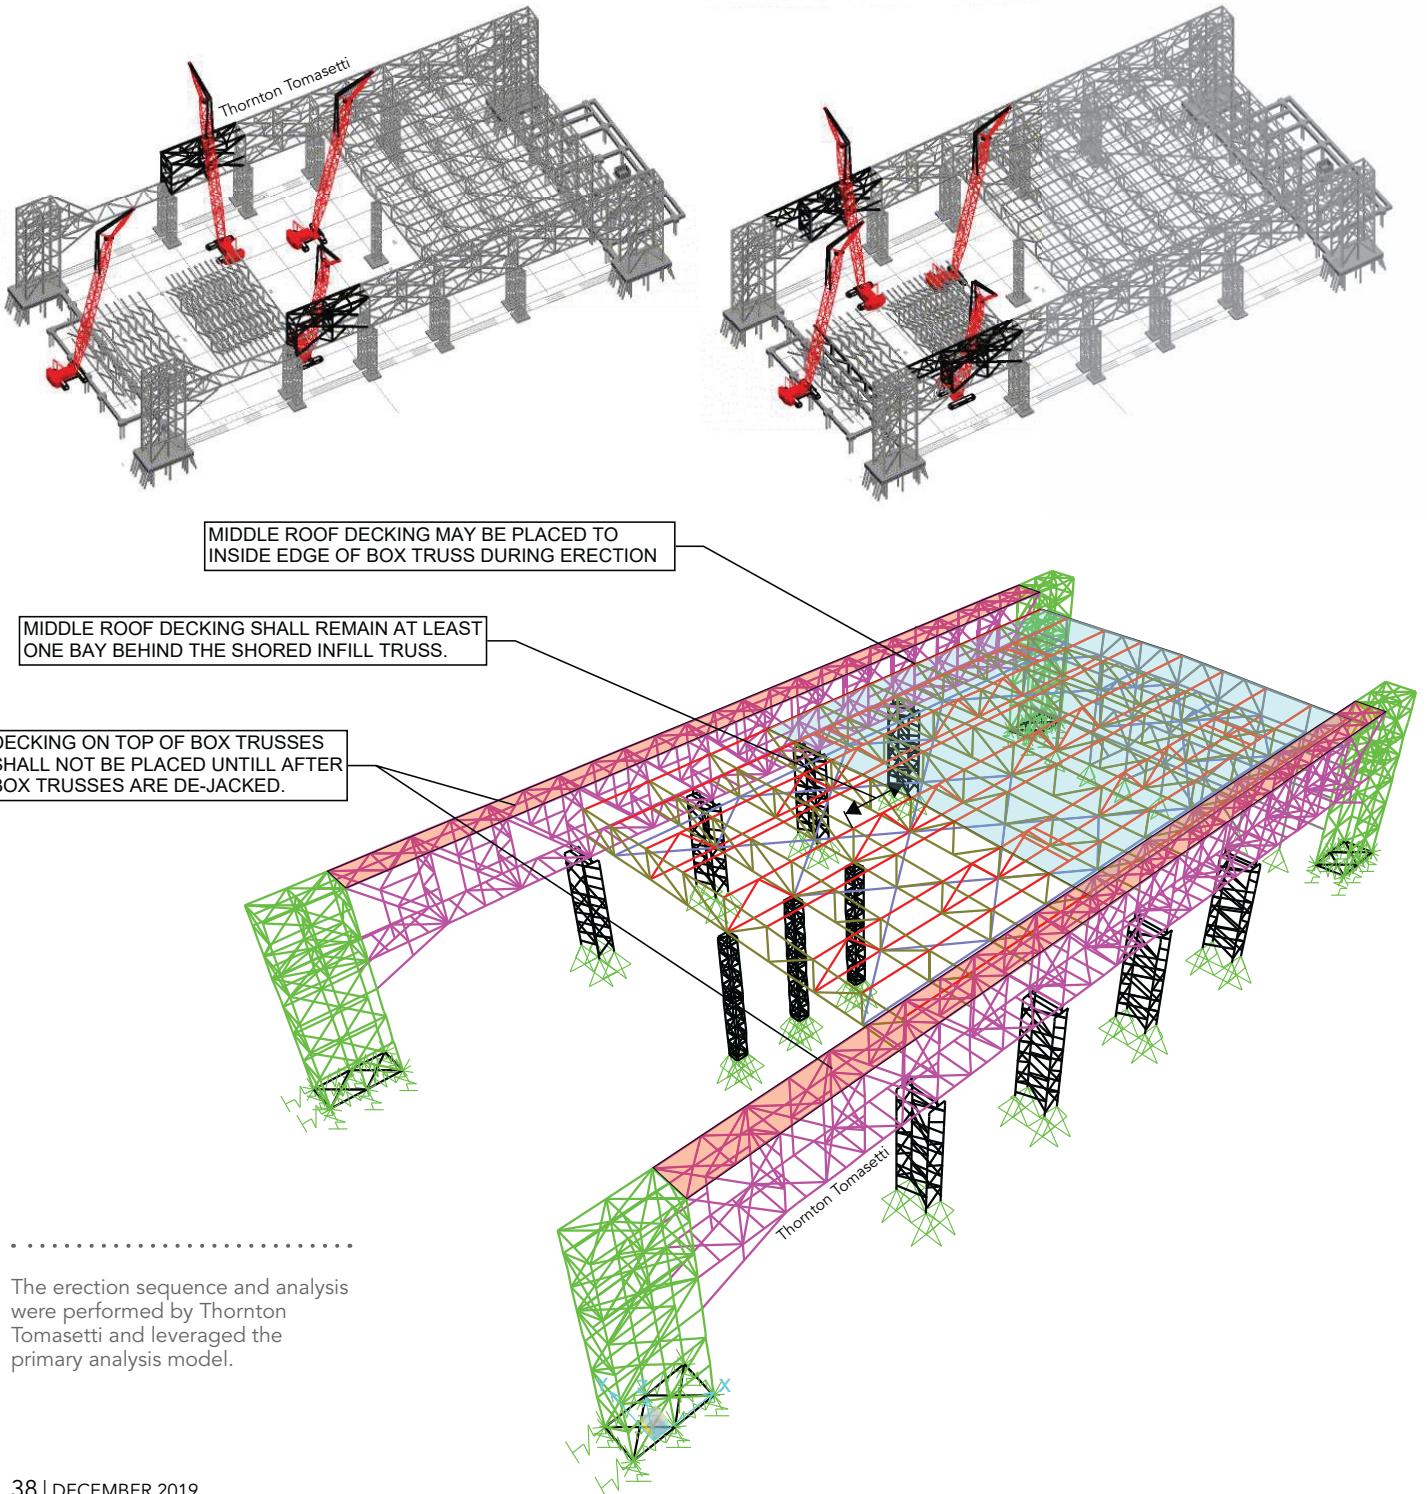 Thornton Tomasetti
MIDDLE ROOF DECKING MAY BE PLACED TO
INSIDE EDGE OF BOX TRUSS DURING ERECTION
MIDDLE ROOF DECKING SHALL REMAIN AT LEAST
ONE BAY BEHIND THE SHORED INFILL TRUSS.
DECKING ON TOP OF BOX TRUSSES
SHALL NOT BE PLACED UNTILL AFTER
BOX TRUSSES ARE DE-JACKED.
Thornton Tomasetti
The erection sequence and analysis
were performed by Thornton
Tomasetti and leveraged the
primary analysis model.
Y Z X
38 | DECEMBER 2019